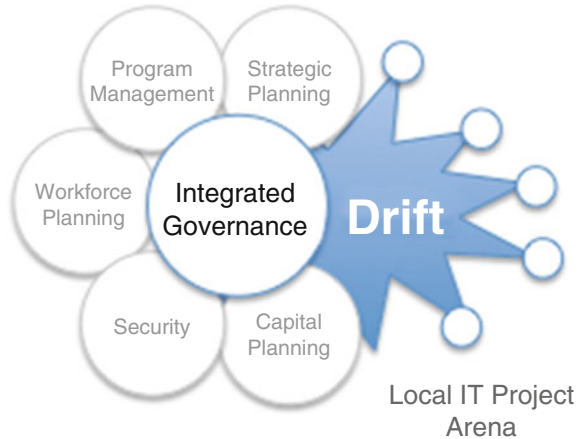 Program
Management
Strategic
Planning
Workforce
Planning
Integrated
Governance
Drift
Security
Capital
Planning
Local IT Project
Arena